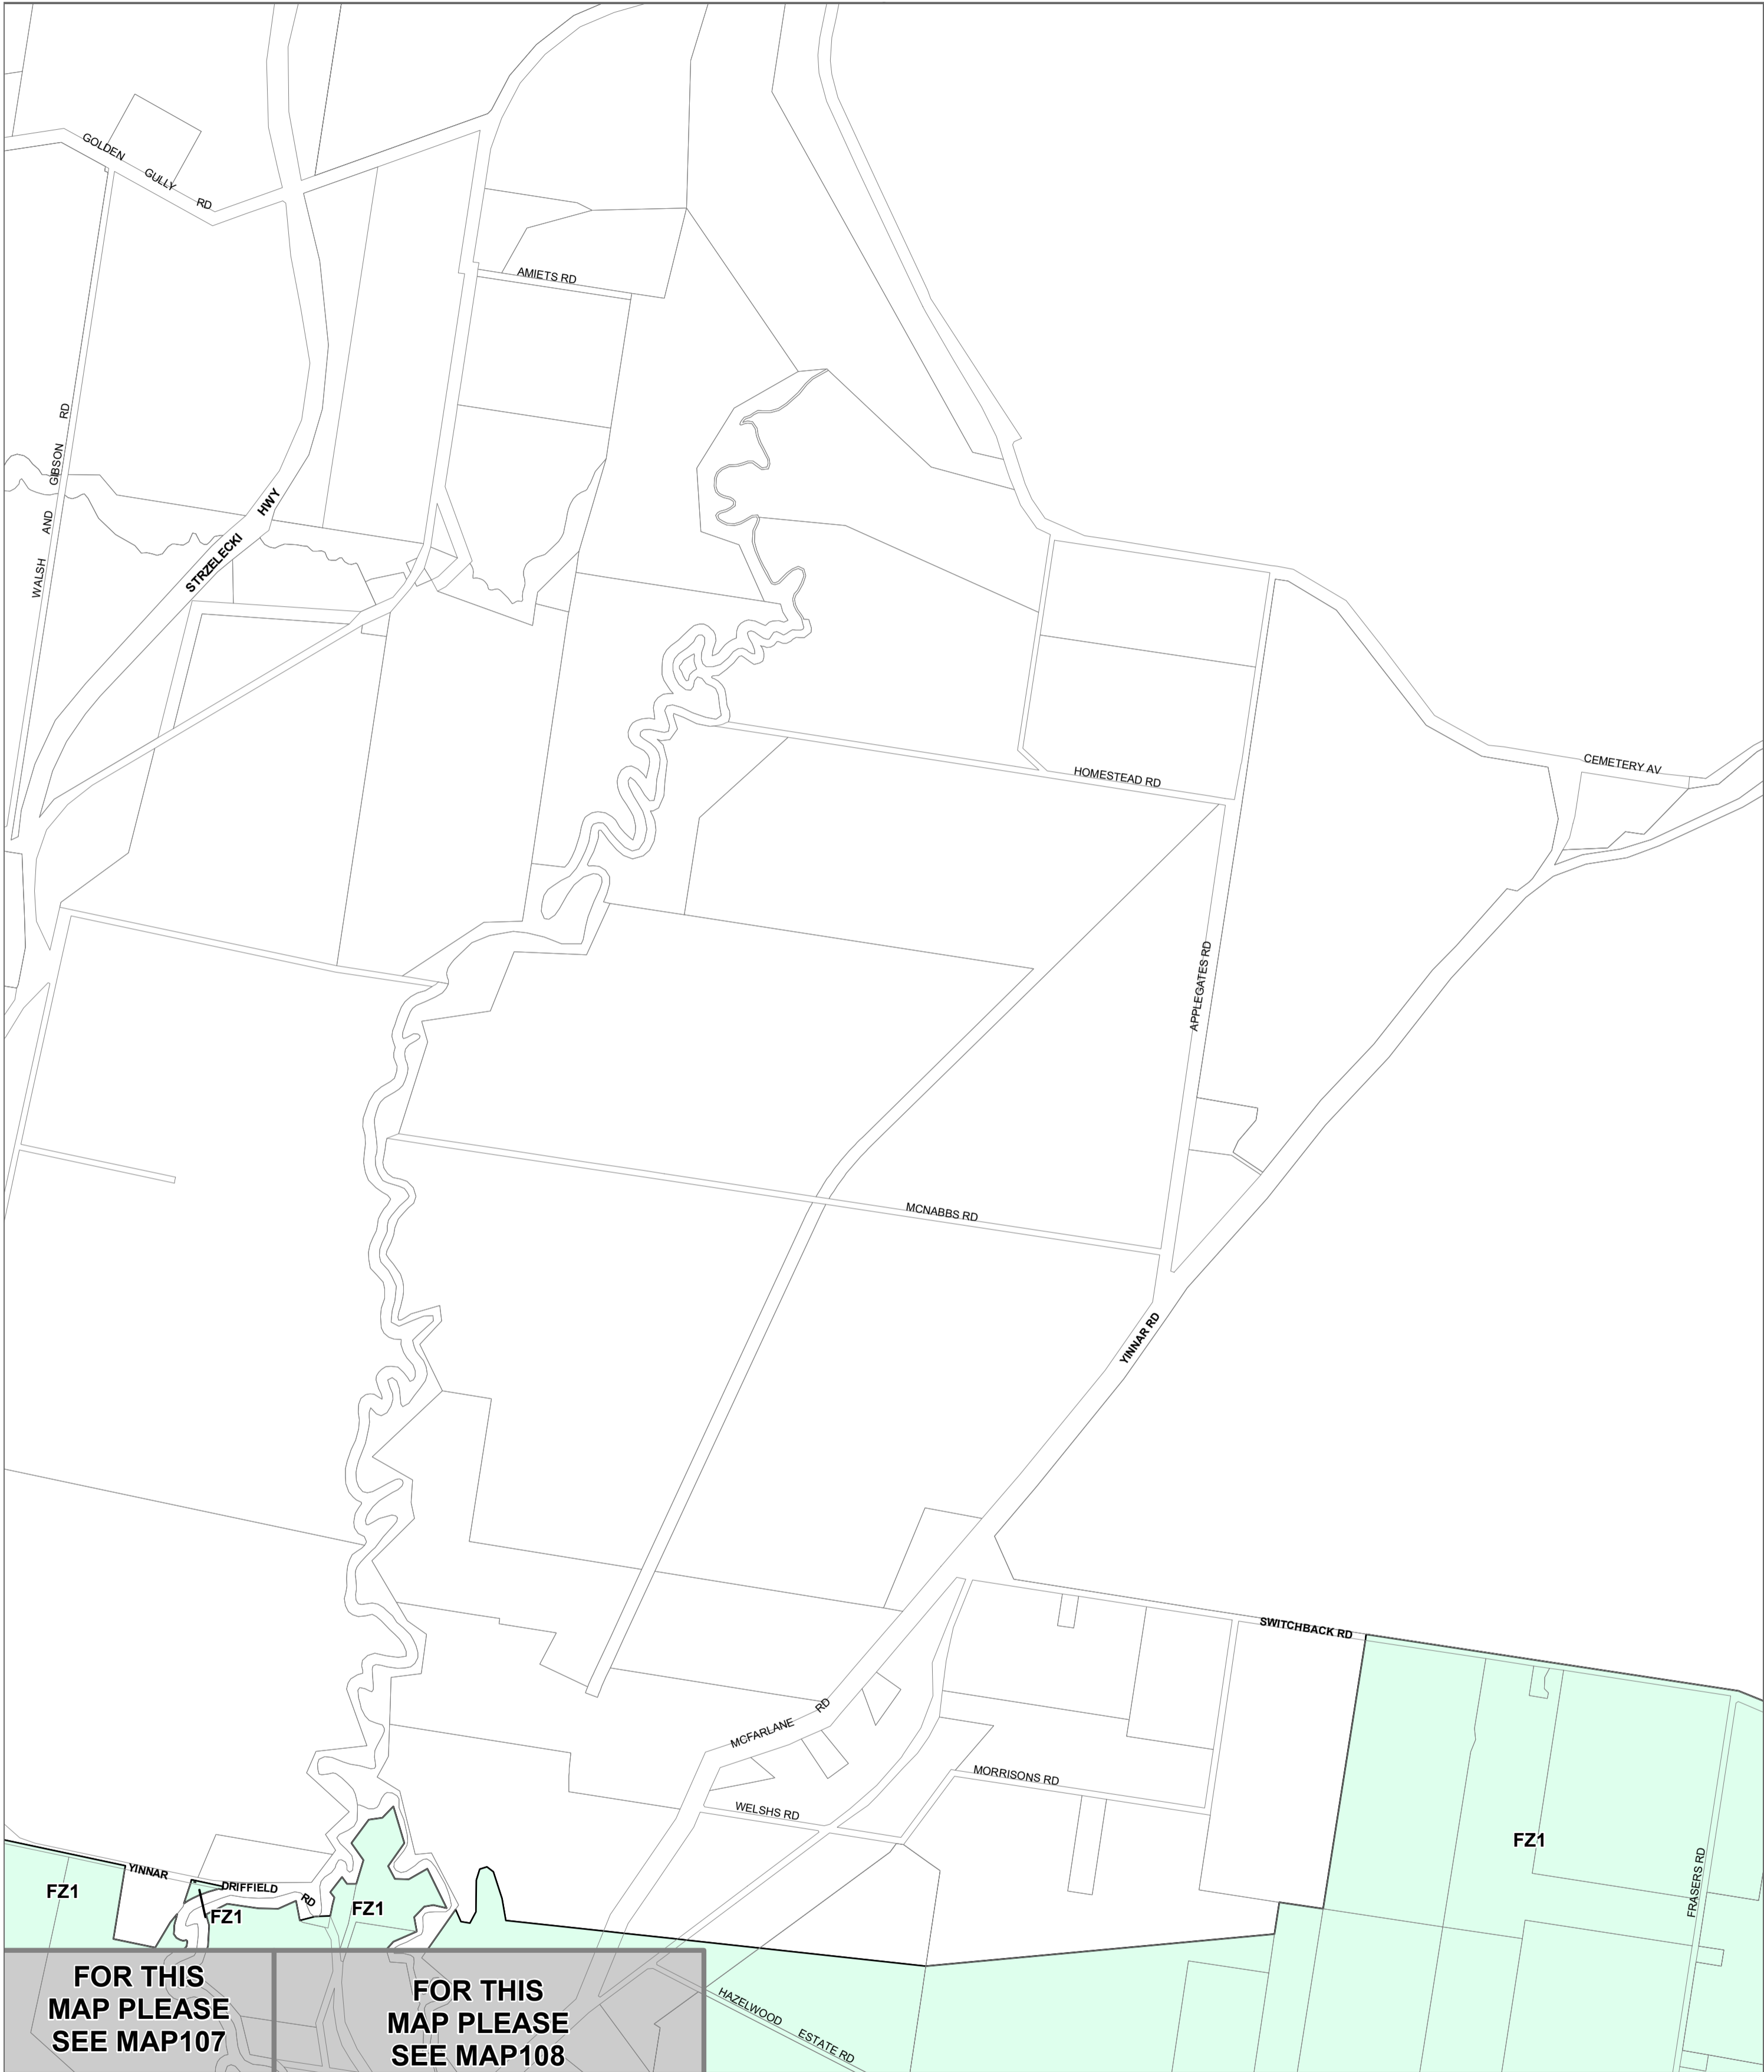 GOLDEN GULLY RD
AMIETS RD
WALSH AND GIBSON RD
STRZELECKI HWY
HOMESTEAD RD
CEMETERY AV
APPLEGATES RD
MCNABBS RD
YINNAR RD
SWITCHBACK RD
MCFARLANE RD
MORRISONS RD
WELSHS RD
FZ1
FRASERS RD
YINNAR DRIFFIELD RD
FZ1
FZ1
FZ1
FOR THIS
MAP PLEASE
SEE MAP107
FOR THIS
MAP PLEASE
SEE MAP108
HAZELWOOD ESTATE RD